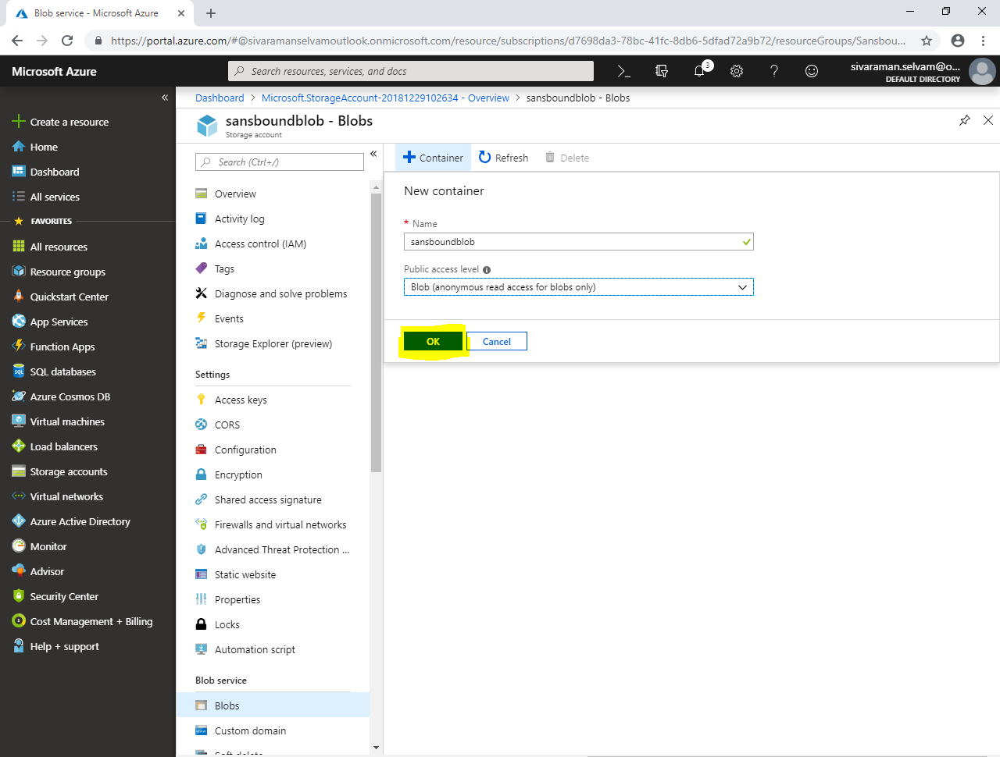 Blob service - Microsoft Azure
https://portal.azure.com/#@sivaramanselvamoutlook.onmicrosoft.com/resource/subscriptions/d7698da3-78bc-41fc-8db6-5dfad72a9b72/resourceGroups/Sansbou...
Microsoft Azure
Search resources, services, and docs
3
sivaraman.selvam@o...
DEFAULT DIRECTORY
Create a resource
Home
Dashboard
All services
FAVORITES
All resources
Resource groups
Quickstart Center
App Services
Function Apps
SQL databases
Azure Cosmos DB
Virtual machines
Load balancers
Storage accounts
Virtual networks
Azure Active Directory
Monitor
Advisor
Security Center
Cost Management + Billing
Help + support
Dashboard > Microsoft.StorageAccount-20181229102634 - Overview > sansboundblob - Blobs
sansboundblob - Blobs
Storage account
Search (Ctrl+/)
Overview
Activity log
Access control (IAM)
Tags
Diagnose and solve problems
Events
Storage Explorer (preview)
Settings
Access keys
CORS
Configuration
Encryption
Shared access signature
Firewalls and virtual networks
Advanced Threat Protection ...
Static website
Properties
Locks
Automation script
Blob service
Blobs
Custom domain
Soft delete
Container Refresh Delete
New container
* Name
sansboundblob
Public access level
Blob (anonymous read access for blobs only)
OK Cancel